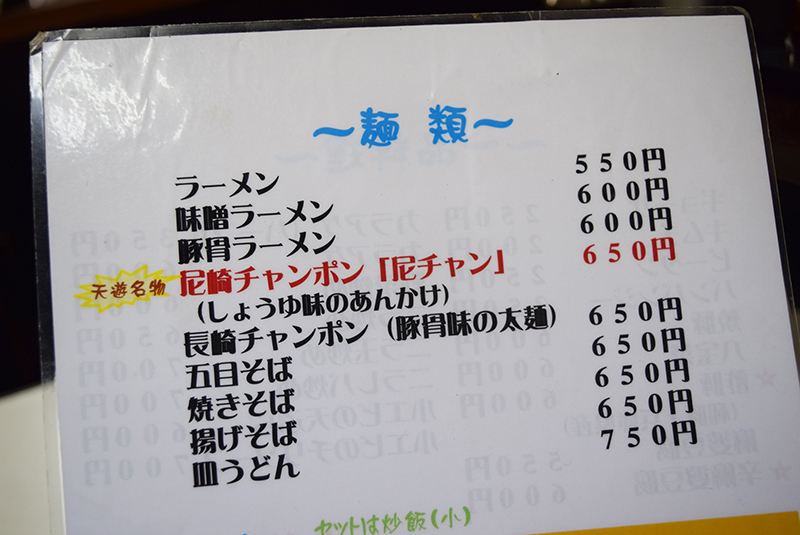 ～麺 類～
ラーメン 550円
味噌ラーメン 600円
豚骨ラーメン 600円
天遊名物 尼崎チャンポン「尼チャン」 650円
(しょうゆ味のあんかけ)
長崎チャンポン (豚骨味の太麺) 650円
五目そば 650円
焼きそば 650円
揚げそば 650円
皿うどん 750円
セットは炒飯(小)